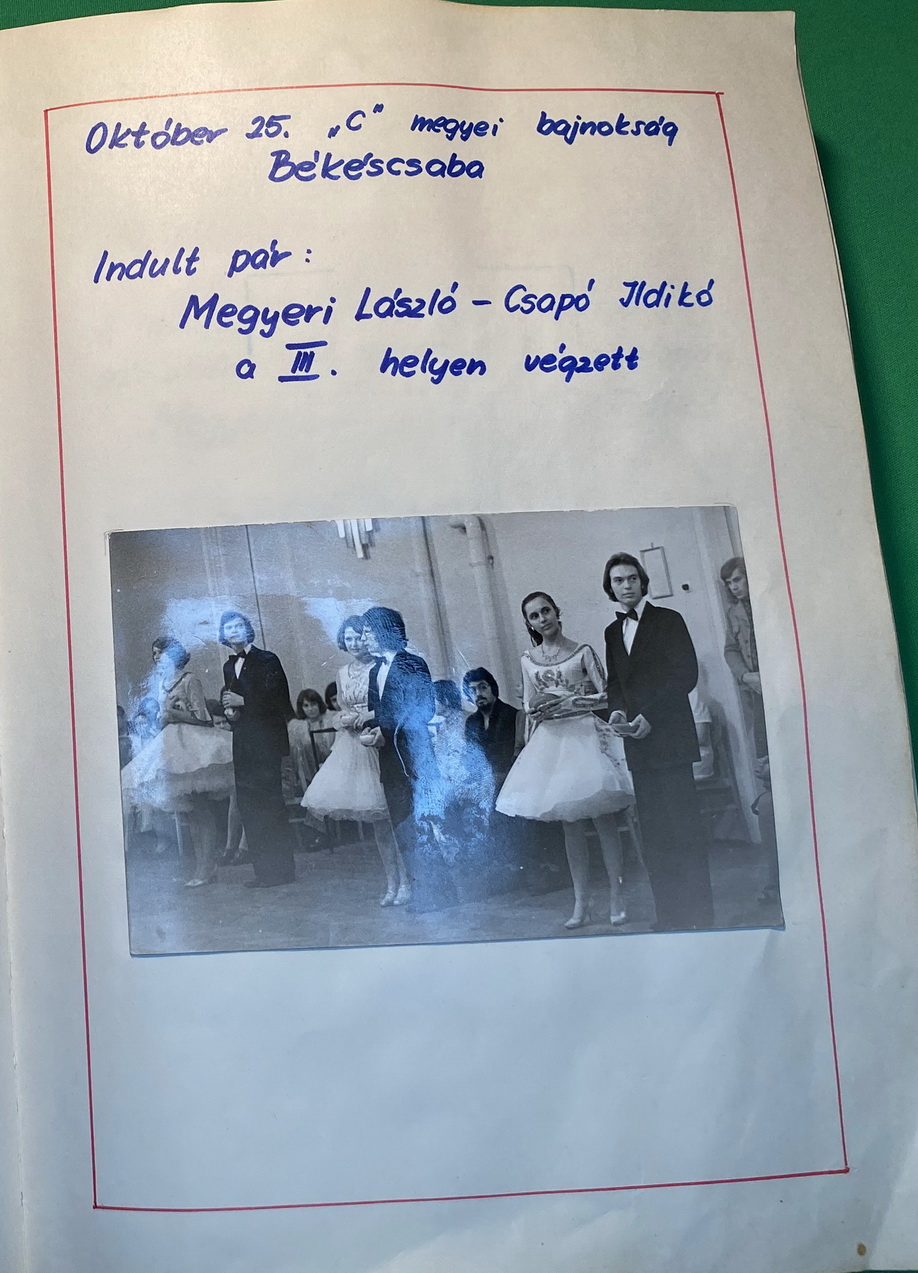 Október 25. „C" megyei bajnokság
Békéscsaba
Indult pár:
Megyeri László - Csapó Ildikó
a III. helyen végzett